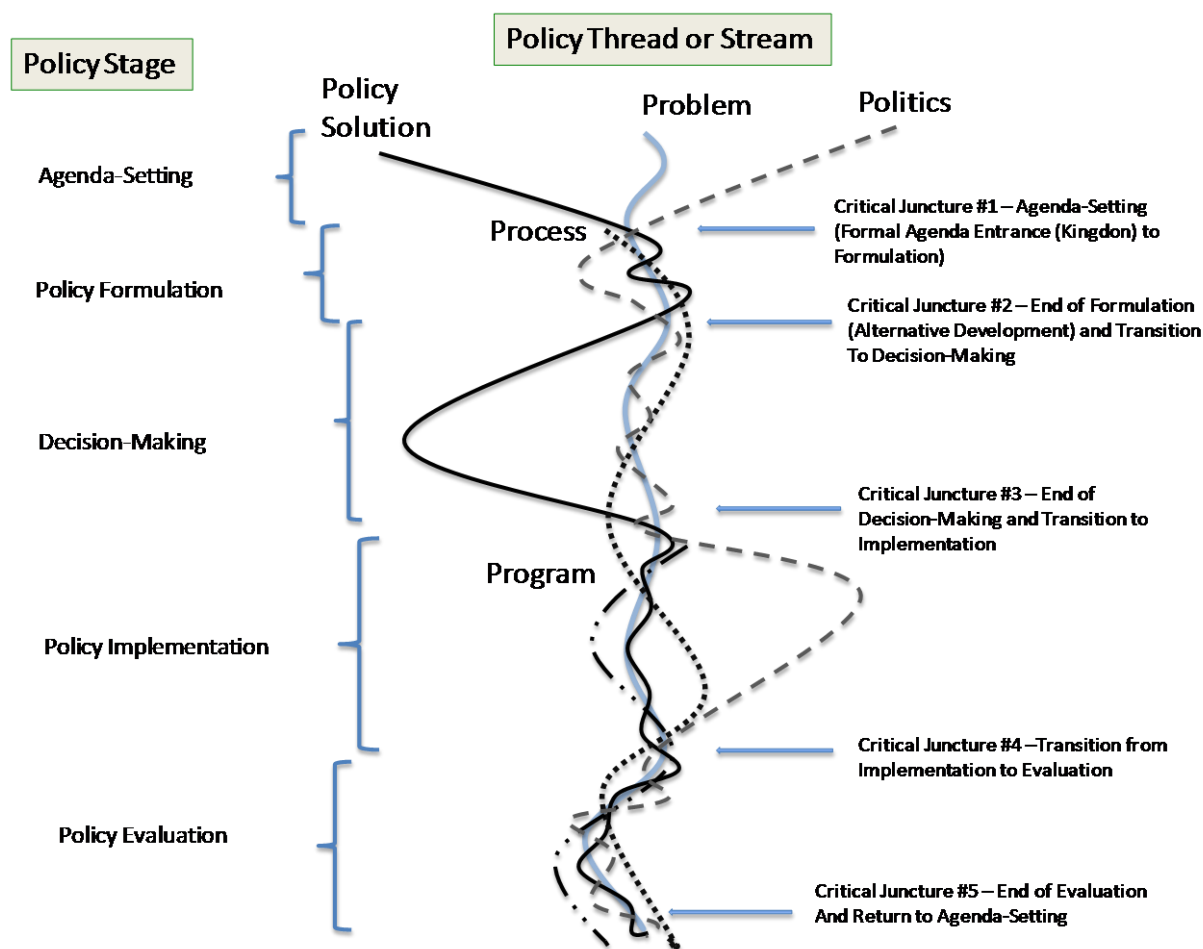 Policy Thread or Stream
Policy Stage
Policy
Solution
Problem
Politics
Agenda-Setting
Critical Juncture #1 – Agenda-Setting
(Formal Agenda Entrance (Kingdon) to
Formulation)
Process
Policy Formulation
Critical Juncture #2 – End of Formulation
(Alternative Development) and Transition
To Decision-Making
Decision-Making
Critical Juncture #3 – End of
Decision-Making and Transition to
Implementation
Program
Policy Implementation
Critical Juncture #4 – Transition from
Implementation to Evaluation
Policy Evaluation
Critical Juncture #5 – End of Evaluation
And Return to Agenda-Setting